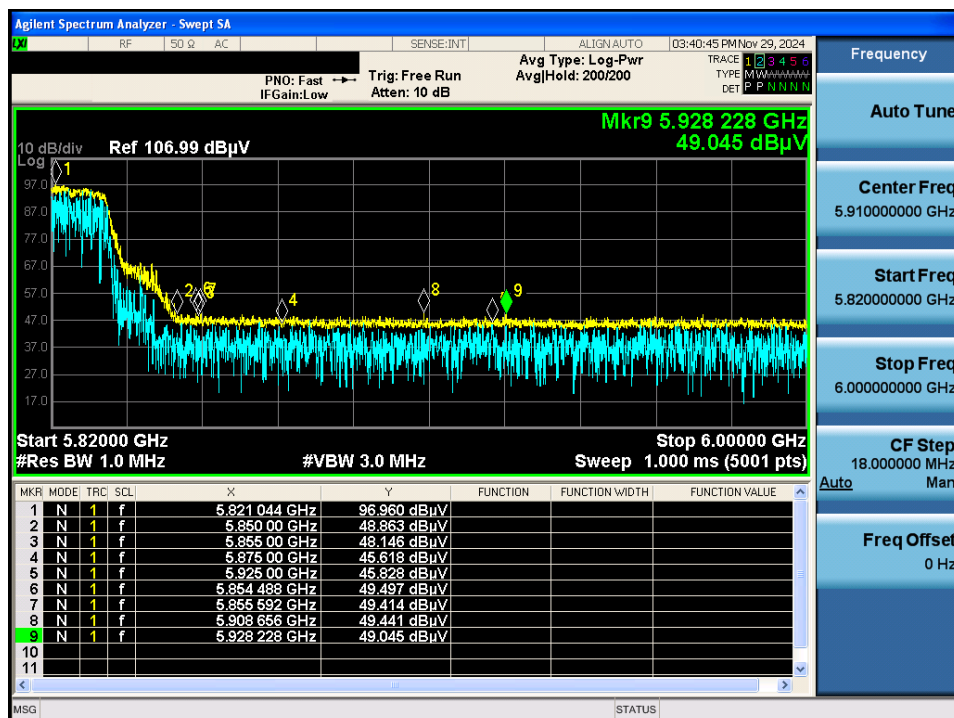 Agilent Spectrum Analyzer - Swept SA
LXI RF 50 Ω AC SENSE:INT ALIGN AUTO 03:40:45 PM Nov 29, 2024
Frequency
Avg Type: Log-Pwr TRACE 1 2 3 4 5 6
PNO: Fast Trig: Free Run Avg|Hold: 200/200 TYPE
IFGain:Low Atten: 10 dB DET P P N N N N
Auto Tune
Mkr9 5.928 228 GHz
49.045 dBµV
10 dB/div Ref 106.99 dBµV
Log
97.0
87.0
77.0
67.0
57.0
47.0
37.0
27.0
17.0
1
2
7
4
8
9
Center Freq
5.910000000 GHz
Start Freq
5.820000000 GHz
Stop Freq
6.000000000 GHz
Start 5.82000 GHz Stop 6.00000 GHz
#Res BW 1.0 MHz #VBW 3.0 MHz Sweep 1.000 ms (5001 pts)
CF Step
18.000000 MHz
Auto Man
Freq Offset
0 Hz
MKR MODE TRC SCL X Y FUNCTION FUNCTION WIDTH FUNCTION VALUE
1 N 1 f 5.821 044 GHz 96.960 dBµV
2 N 1 f 5.850 00 GHz 48.863 dBµV
3 N 1 f 5.855 00 GHz 48.146 dBµV
4 N 1 f 5.875 00 GHz 45.618 dBµV
5 N 1 f 5.925 00 GHz 45.828 dBµV
6 N 1 f 5.854 488 GHz 49.497 dBµV
7 N 1 f 5.855 592 GHz 49.414 dBµV
8 N 1 f 5.908 656 GHz 49.441 dBµV
9 N 1 f 5.928 228 GHz 49.045 dBµV
10
11
MSG STATUS